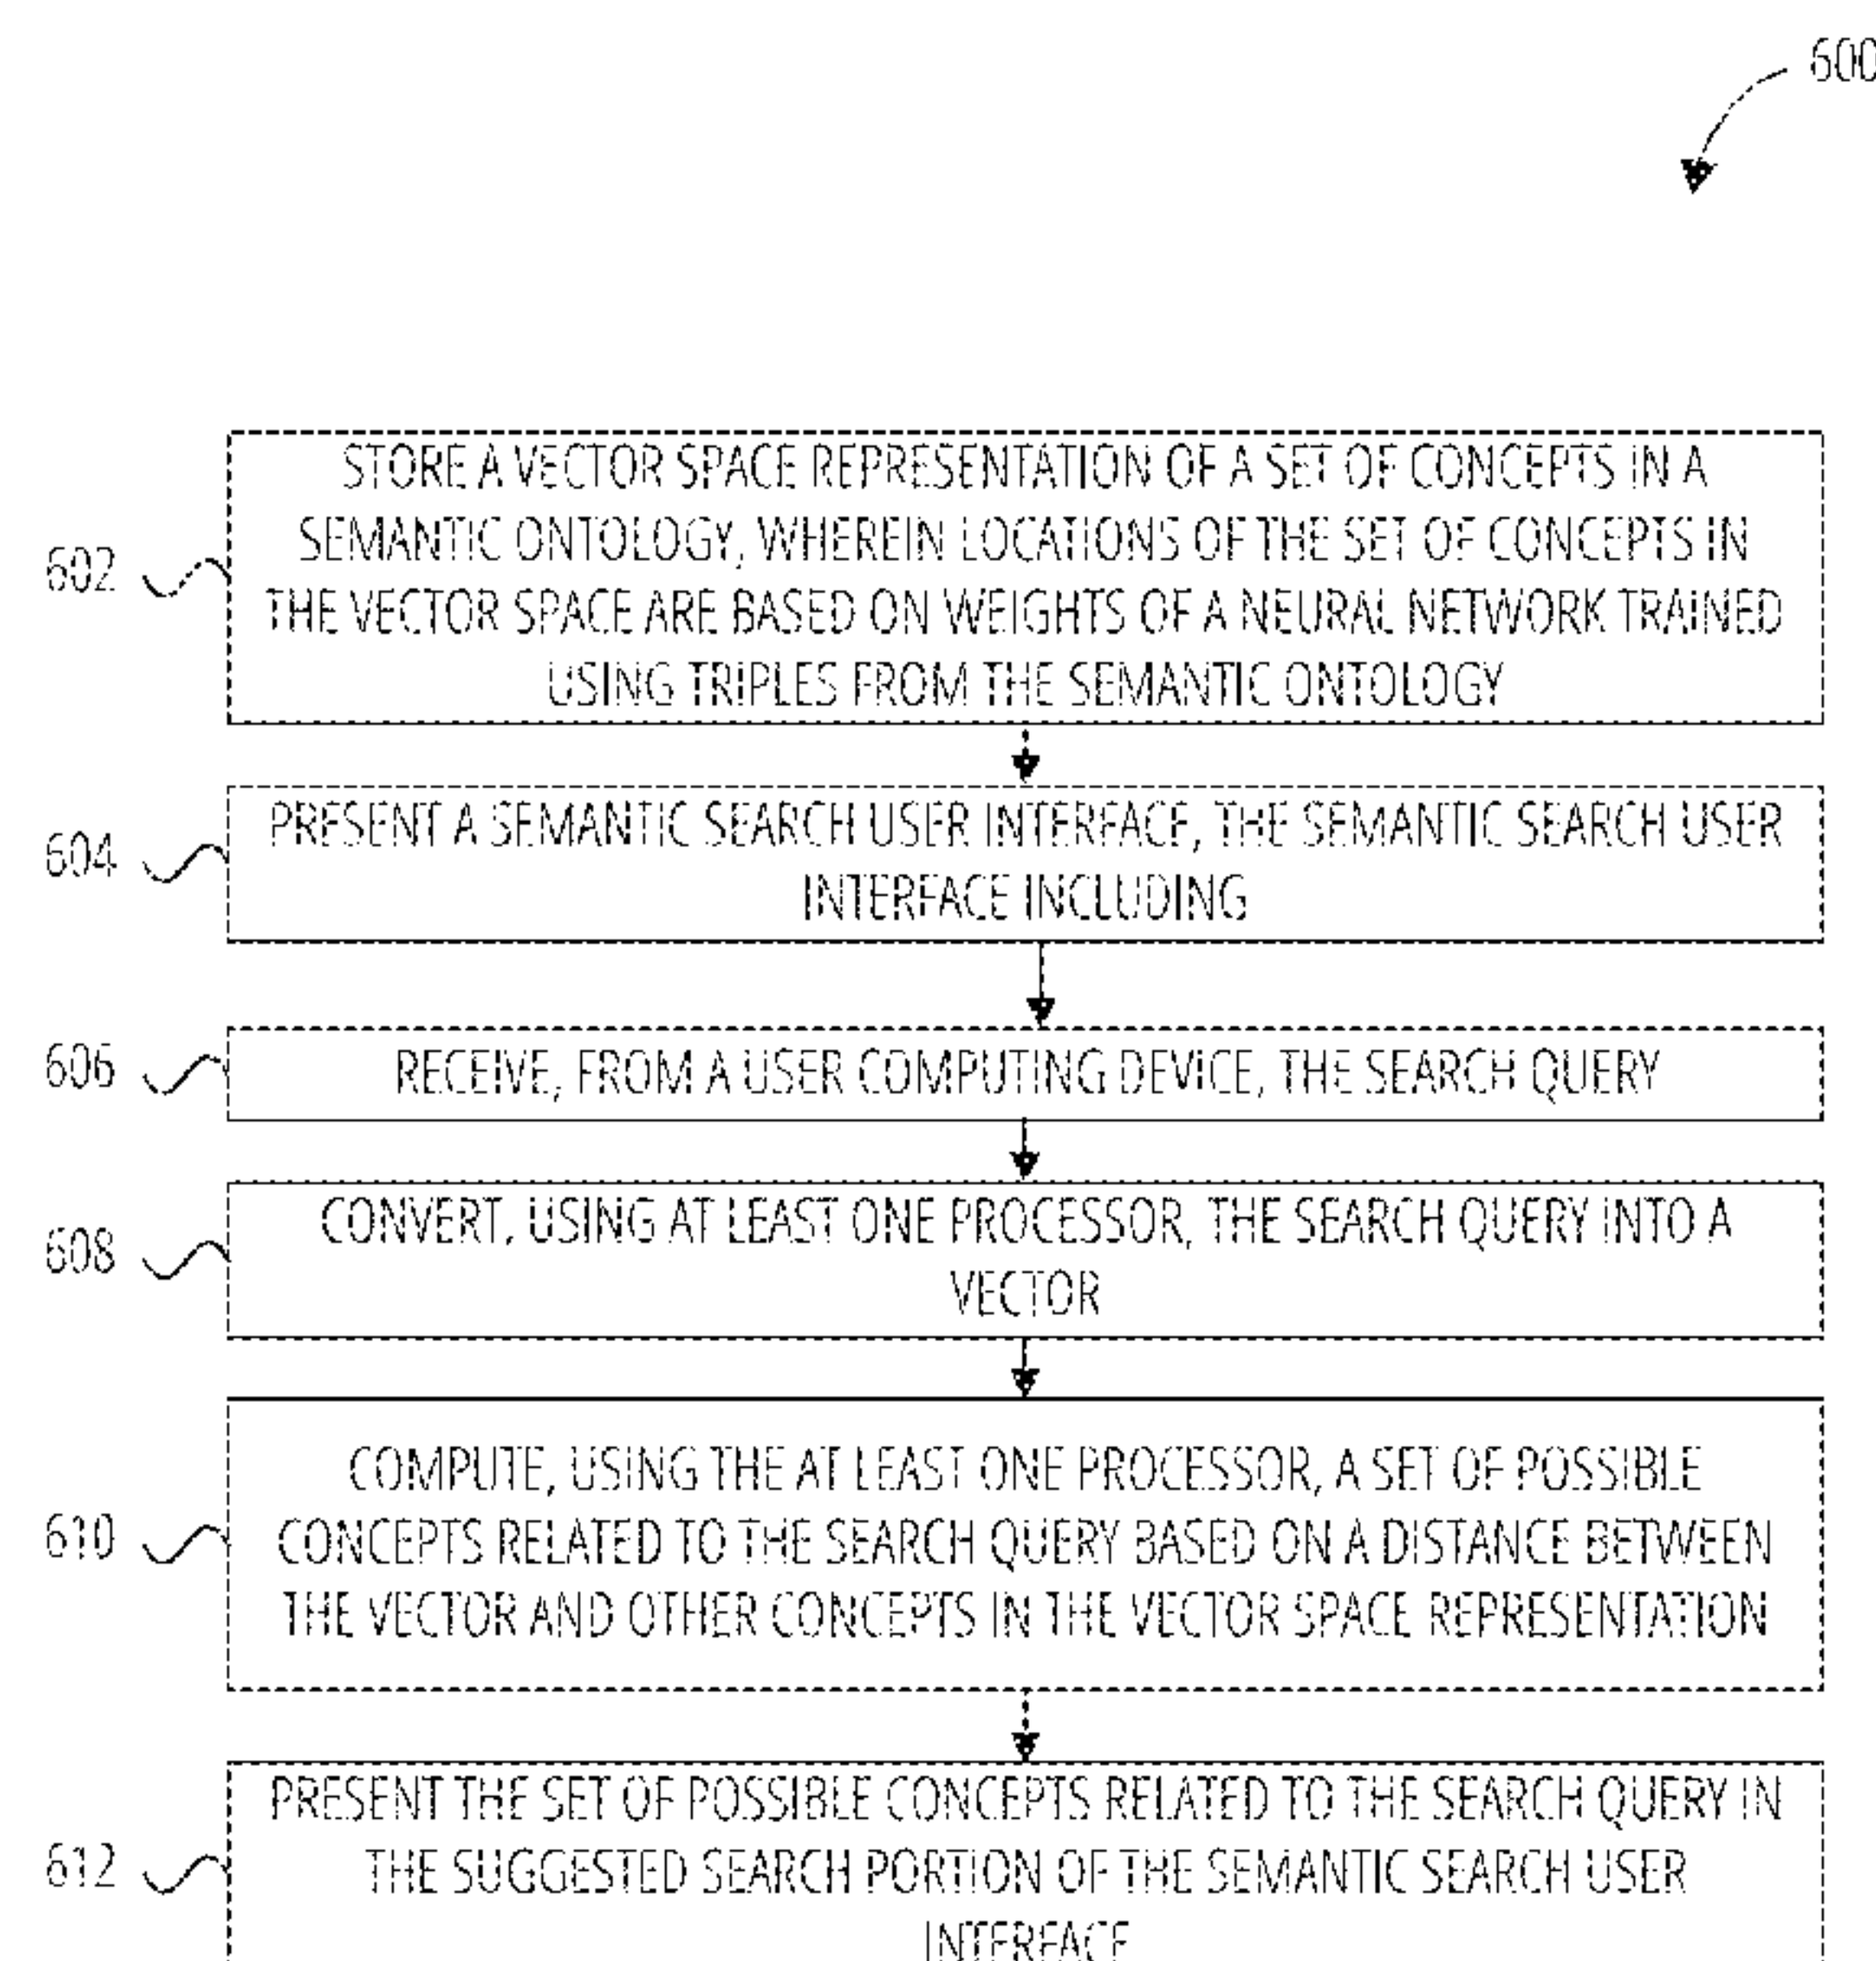 600
STORE A VECTOR SPACE REPRESENTATION OF A SET OF CONCEPTS IN A
SEMANTIC ONTOLOGY, WHEREIN LOCATIONS OF THE SET OF CONCEPTS IN
THE VECTOR SPACE ARE BASED ON WEIGHTS OF A NEURAL NETWORK TRAINED
USING TRIPLES FROM THE SEMANTIC ONTOLOGY
602
PRESENT A SEMANTIC SEARCH USER INTERFACE, THE SEMANTIC SEARCH USER
INTERFACE INCLUDING
604
RECEIVE, FROM A USER COMPUTING DEVICE, THE SEARCH QUERY
606
CONVERT, USING AT LEAST ONE PROCESSOR, THE SEARCH QUERY INTO A
VECTOR
608
COMPUTE, USING THE AT LEAST ONE PROCESSOR, A SET OF POSSIBLE
CONCEPTS RELATED TO THE SEARCH QUERY BASED ON A DISTANCE BETWEEN
THE VECTOR AND OTHER CONCEPTS IN THE VECTOR SPACE REPRESENTATION
610
PRESENT THE SET OF POSSIBLE CONCEPTS RELATED TO THE SEARCH QUERY IN
THE SUGGESTED SEARCH PORTION OF THE SEMANTIC SEARCH USER
INTERFACE
612